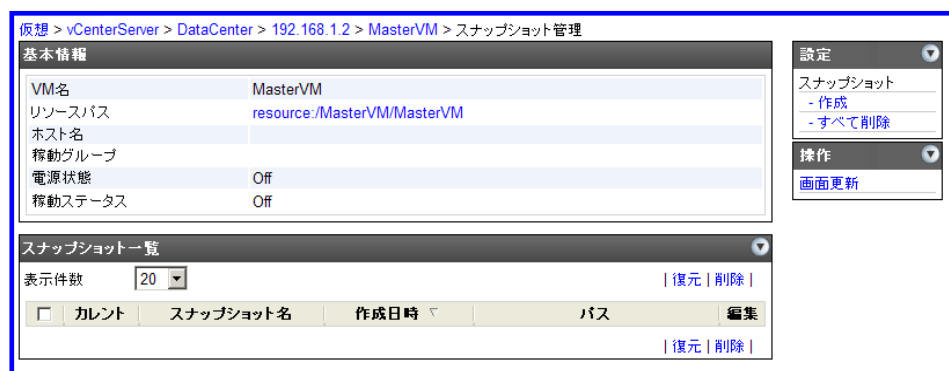 仮想 > vCenterServer > DataCenter > 192.168.1.2 > MasterVM > スナップショット管理
基本情報
VM名 MasterVM
リソースパス resource:/MasterVM/MasterVM
ホスト名
稼動グループ
電源状態 Off
稼動ステータス Off
スナップショット一覧
表示件数 20 | 復元 | 削除 |
カレント スナップショット名 作成日時 パス 編集
| 復元 | 削除 |
設定
スナップショット
- 作成
- すべて削除
操作
画面更新